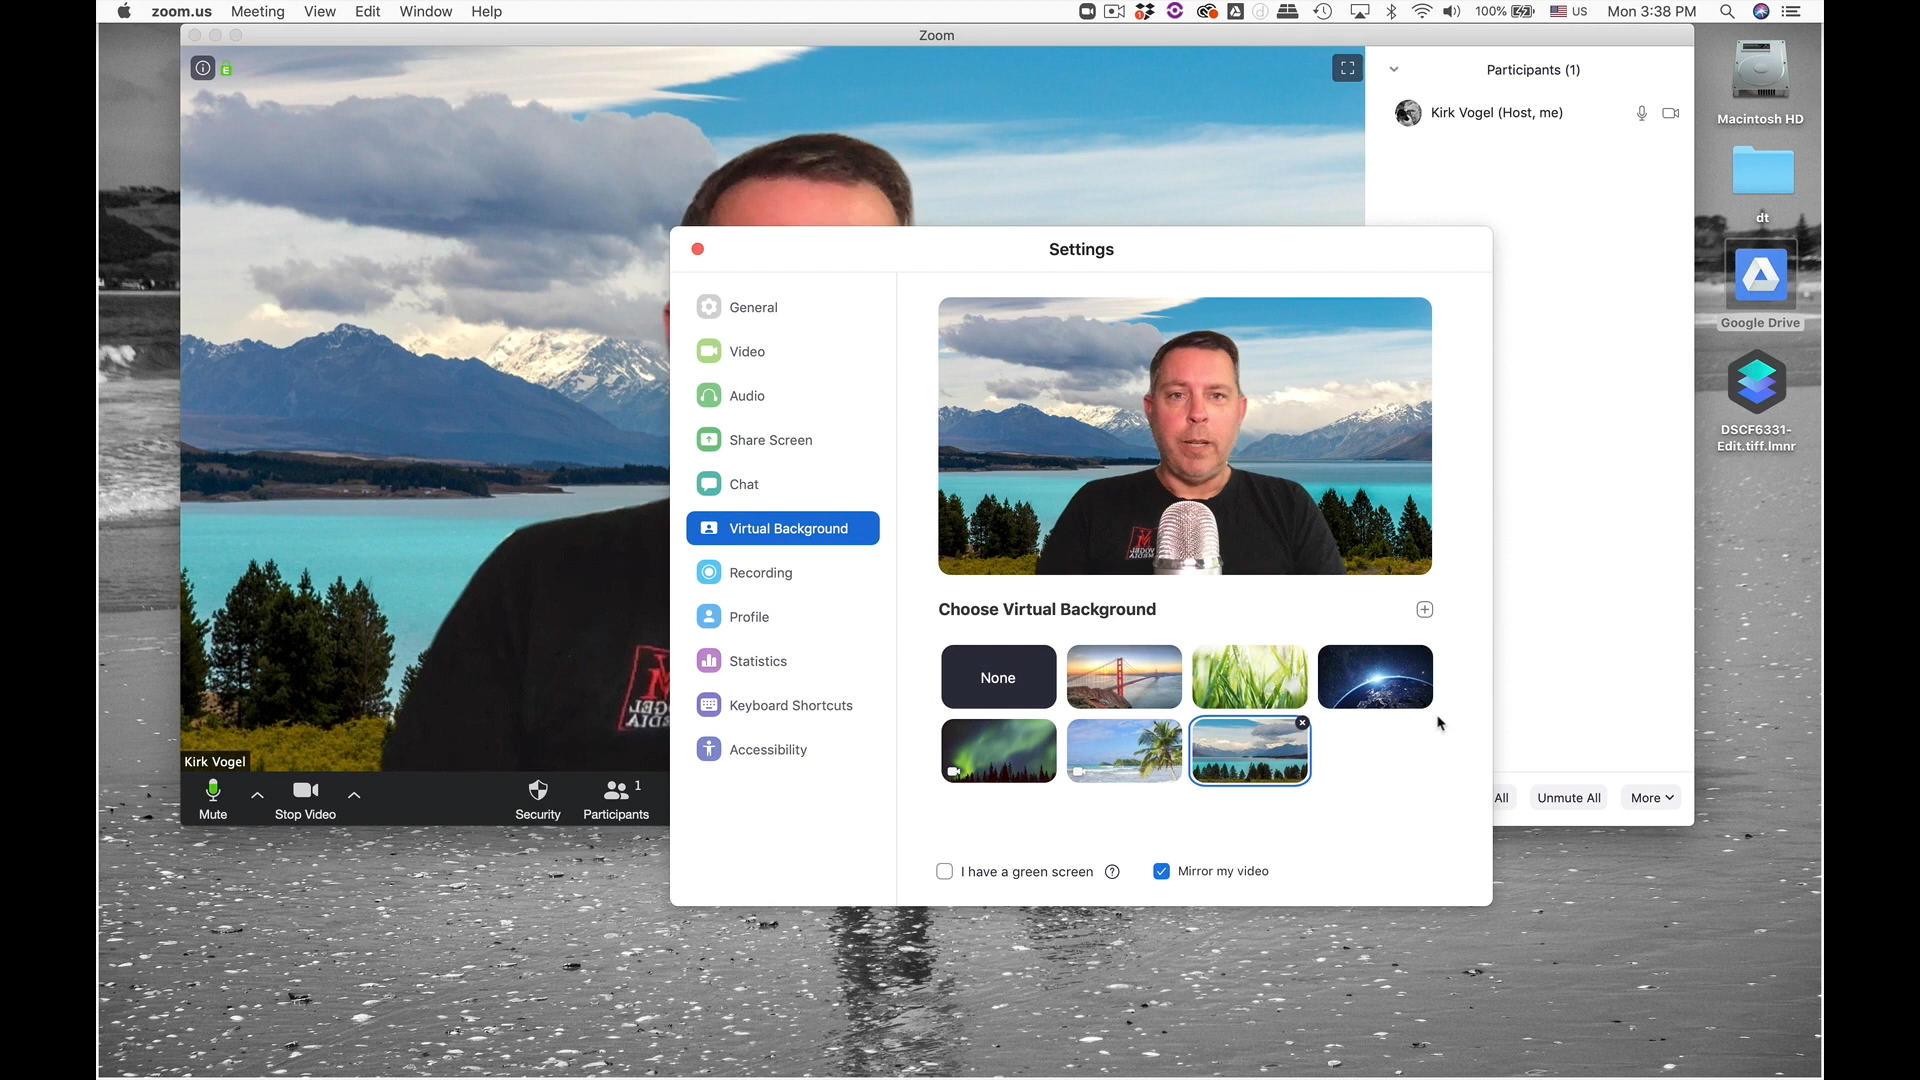 zoom.us Meeting View Edit Window Help 100% US Mon 3:38 PM
Zoom
Participants (1)
Kirk Vogel (Host, me)
Macintosh HD
dt
Google Drive
DSCF6331-
Edit.tiff.lmnr
Settings
General
Video
Audio
Share Screen
Chat
Virtual Background
Recording
Profile
Statistics
Keyboard Shortcuts
Accessibility
VOGEL
MEDIA
Choose Virtual Background
None
I have a green screen
Mirror my video
Kirk Vogel
Mute
Stop Video
Security
Participants 1
All
Unmute All
More